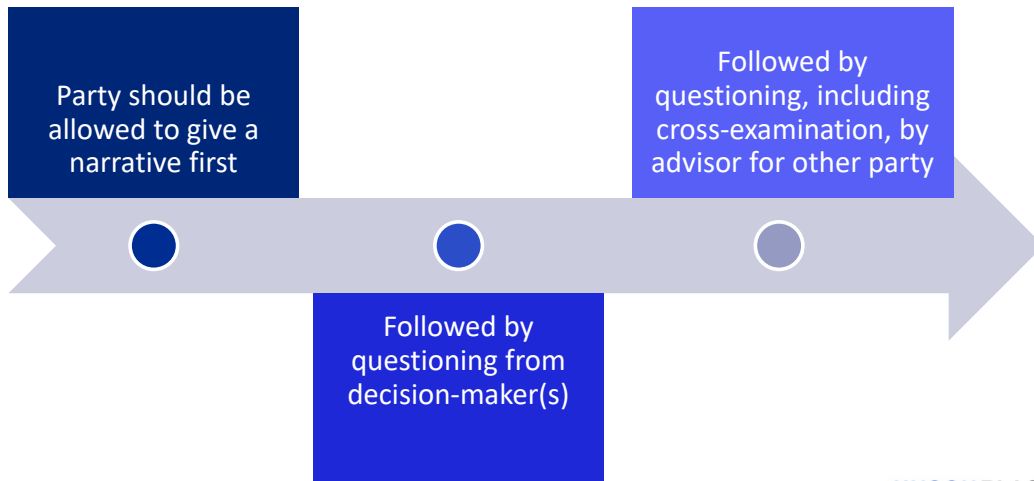 Party should be
allowed to give a
narrative first
Followed by
questioning from
decision-maker(s)
Followed by
questioning, including
cross-examination, by
advisor for other party